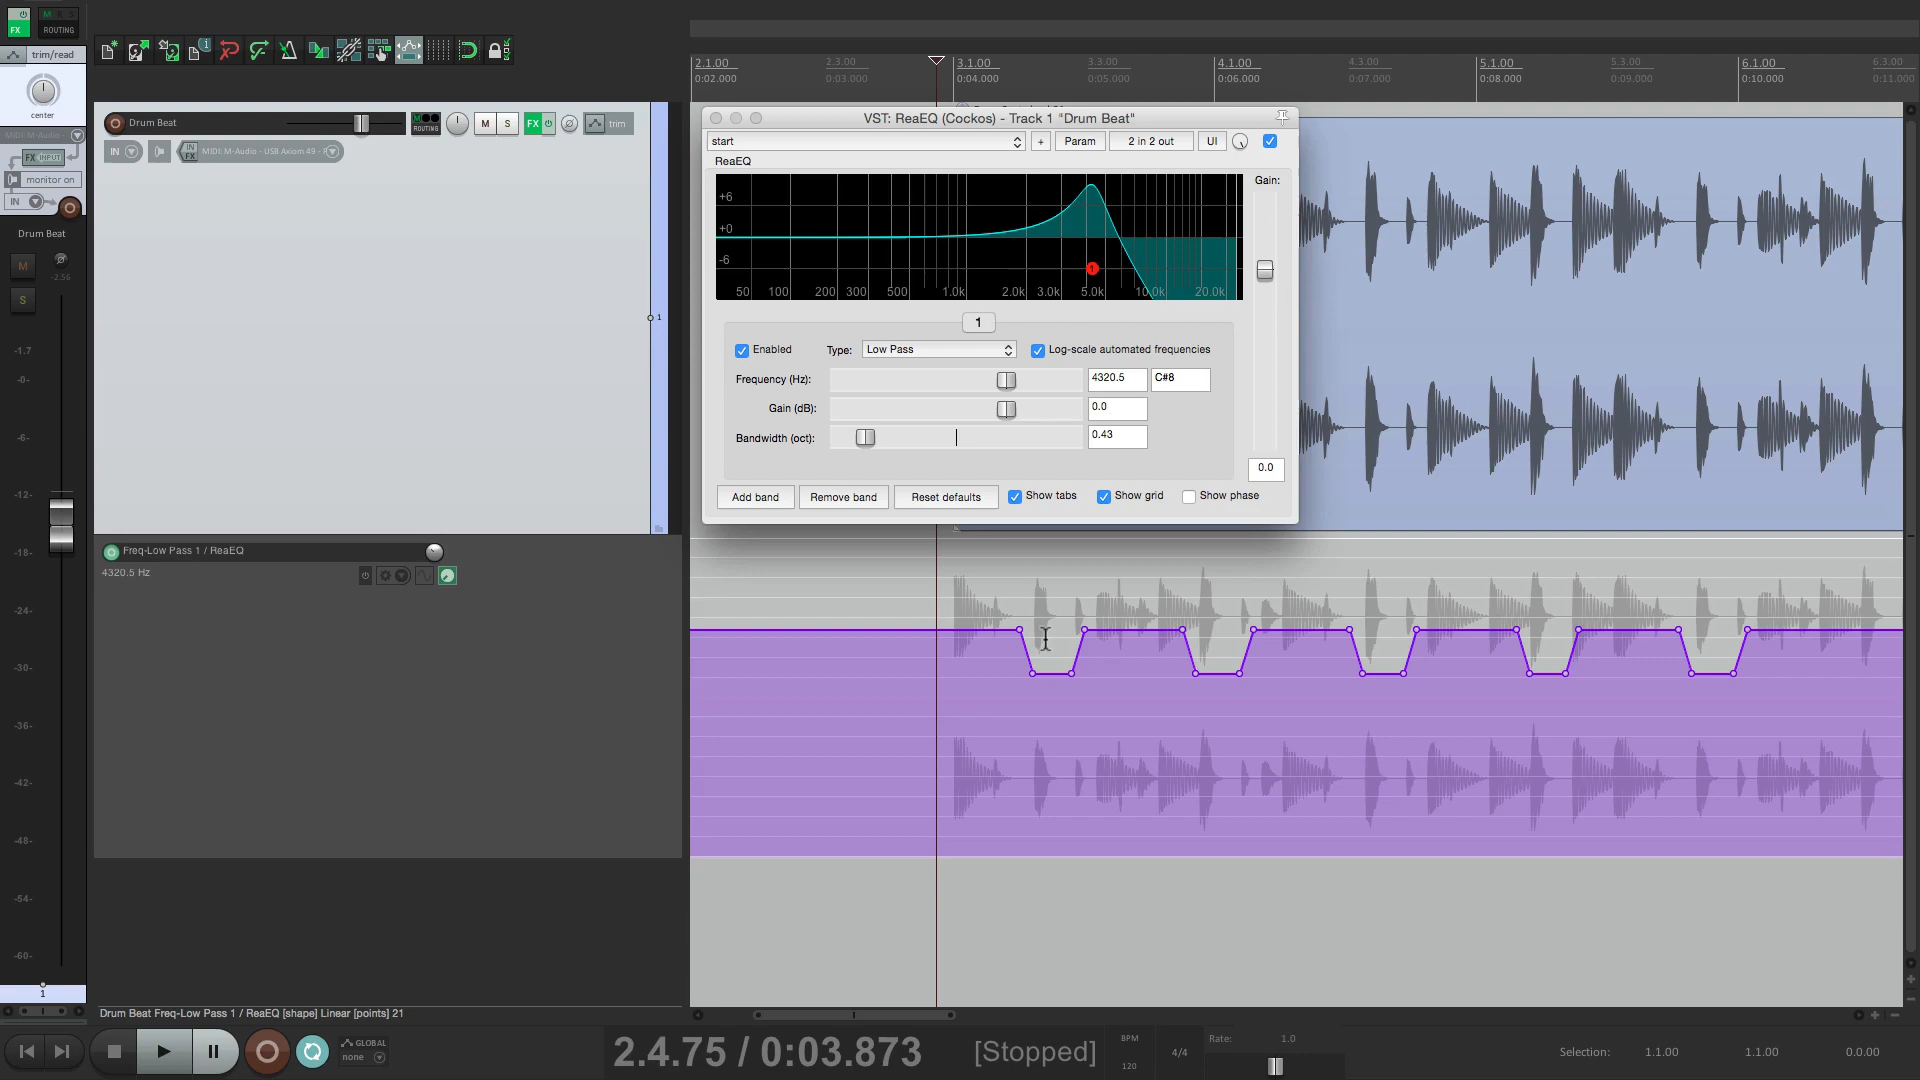 FX
M R S
ROUTING
trim/read
center
MIDI: M-Audio -
FX INPUT
monitor on
IN
Drum Beat
M
-2.56
S
-1.7
-0-
-6-
-12-
-18-
-24-
-30-
-36-
-42-
-48-
-54-
-60-
1
Drum Beat
ROUTING
M S
FX
trim
IN
IN FX
MIDI: M-Audio - USB Axiom 49 -
1
Freq-Low Pass 1 / ReaEQ
4320.5 Hz
2.1.00 2.3.00 3.1.00 3.3.00 4.1.00 4.3.00 5.1.00 5.3.00 6.1.00 6.3.00
0:02.000 0:03.000 0:04.000 0:05.000 0:06.000 0:07.000 0:08.000 0:09.000 0:10.000 0:11.000
VST: ReaEQ (Cockos) - Track 1 "Drum Beat"
start
+
Param
2 in 2 out
UI
ReaEQ
Gain:
+6
+0
-6
1
50 100 200 300 500 1.0k 2.0k 3.0k 5.0k 10.0k 20.0k
1
Enabled
Type:
Low Pass
Log-scale automated frequencies
Frequency (Hz):
4320.5
C#8
Gain (dB):
0.0
Bandwidth (oct):
0.43
0.0
Add band
Remove band
Reset defaults
Show tabs
Show grid
Show phase
Drum Beat Freq-Low Pass 1 / ReaEQ [shape] Linear [points] 21
GLOBAL
none
2.4.75 / 0:03.873
[Stopped]
BPM
120
4/4
Rate:
1.0
Selection:
1.1.00
1.1.00
0.0.00